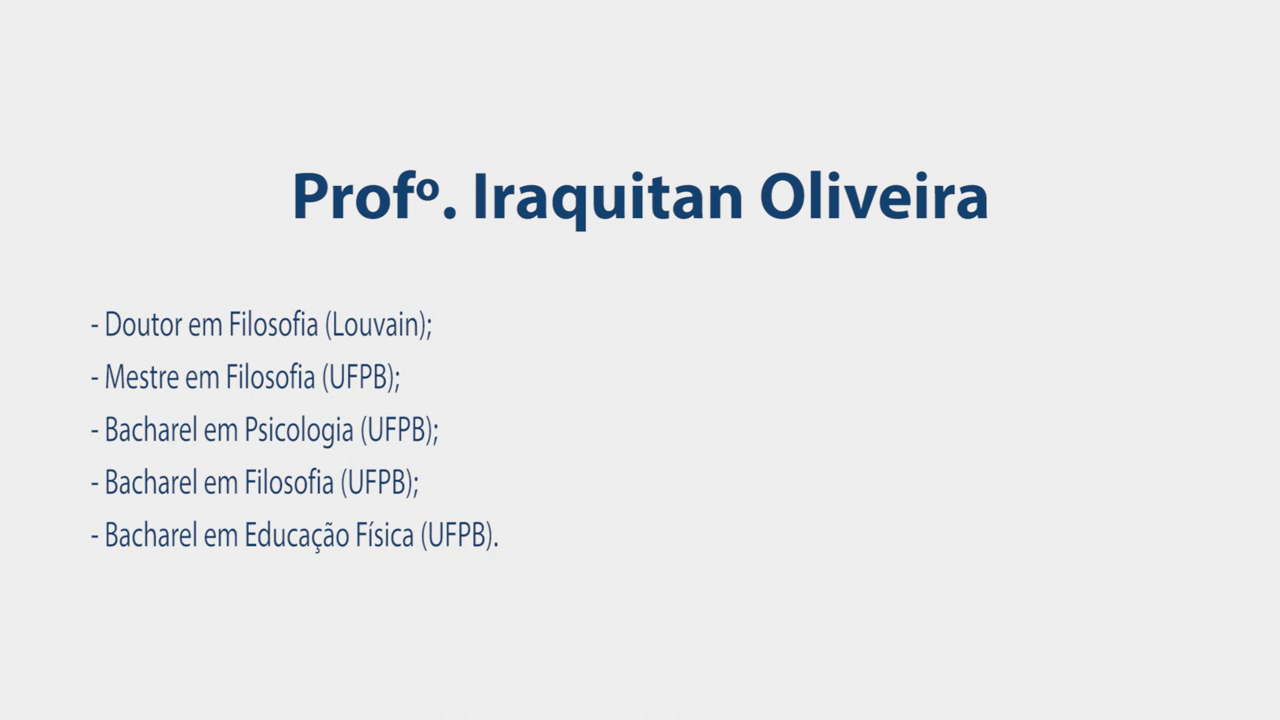 Profº. Iraquitan Oliveira
- Doutor em Filosofia (Louvain);
- Mestre em Filosofia (UFPB);
- Bacharel em Psicologia (UFPB);
- Bacharel em Filosofia (UFPB);
- Bacharel em Educação Física (UFPB).